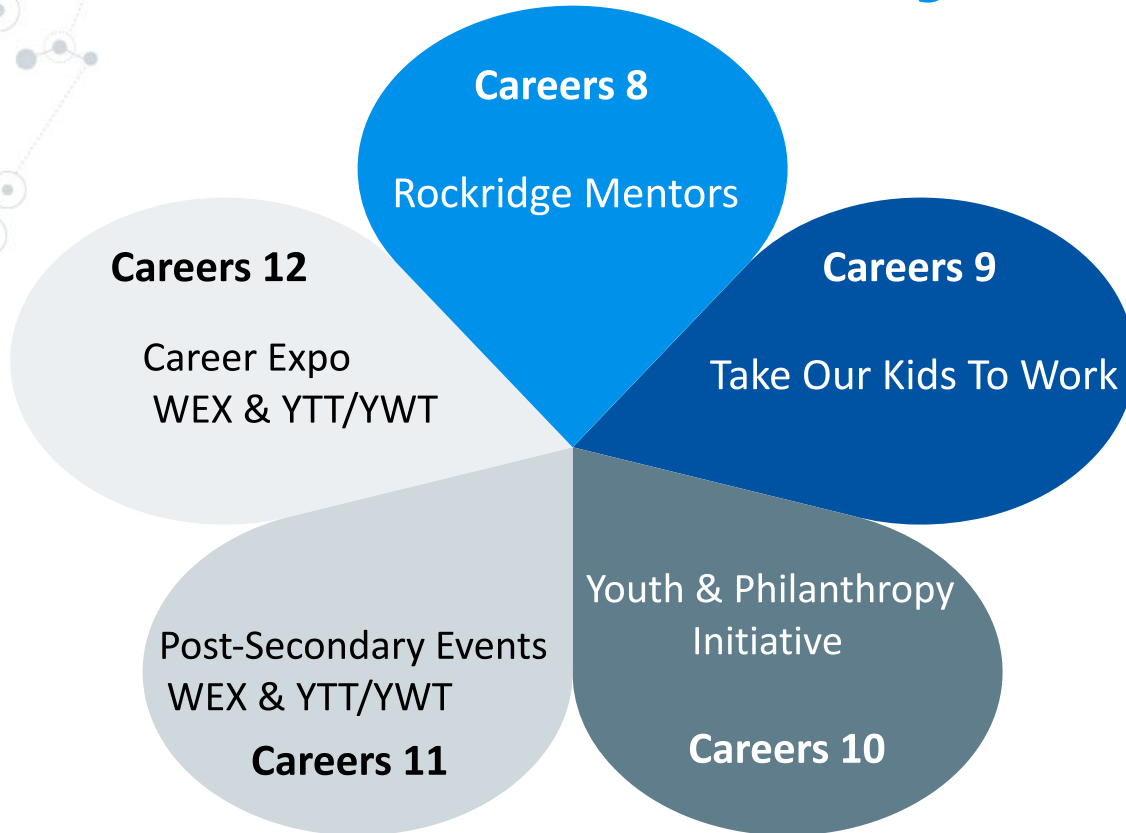 Careers 8
Rockridge Mentors
Careers 9
Take Our Kids To Work
Youth & Philanthropy
Initiative
Careers 10
Post-Secondary Events
WEX & YTT/YWT
Careers 11
Careers 12
Career Expo
WEX & YTT/YWT